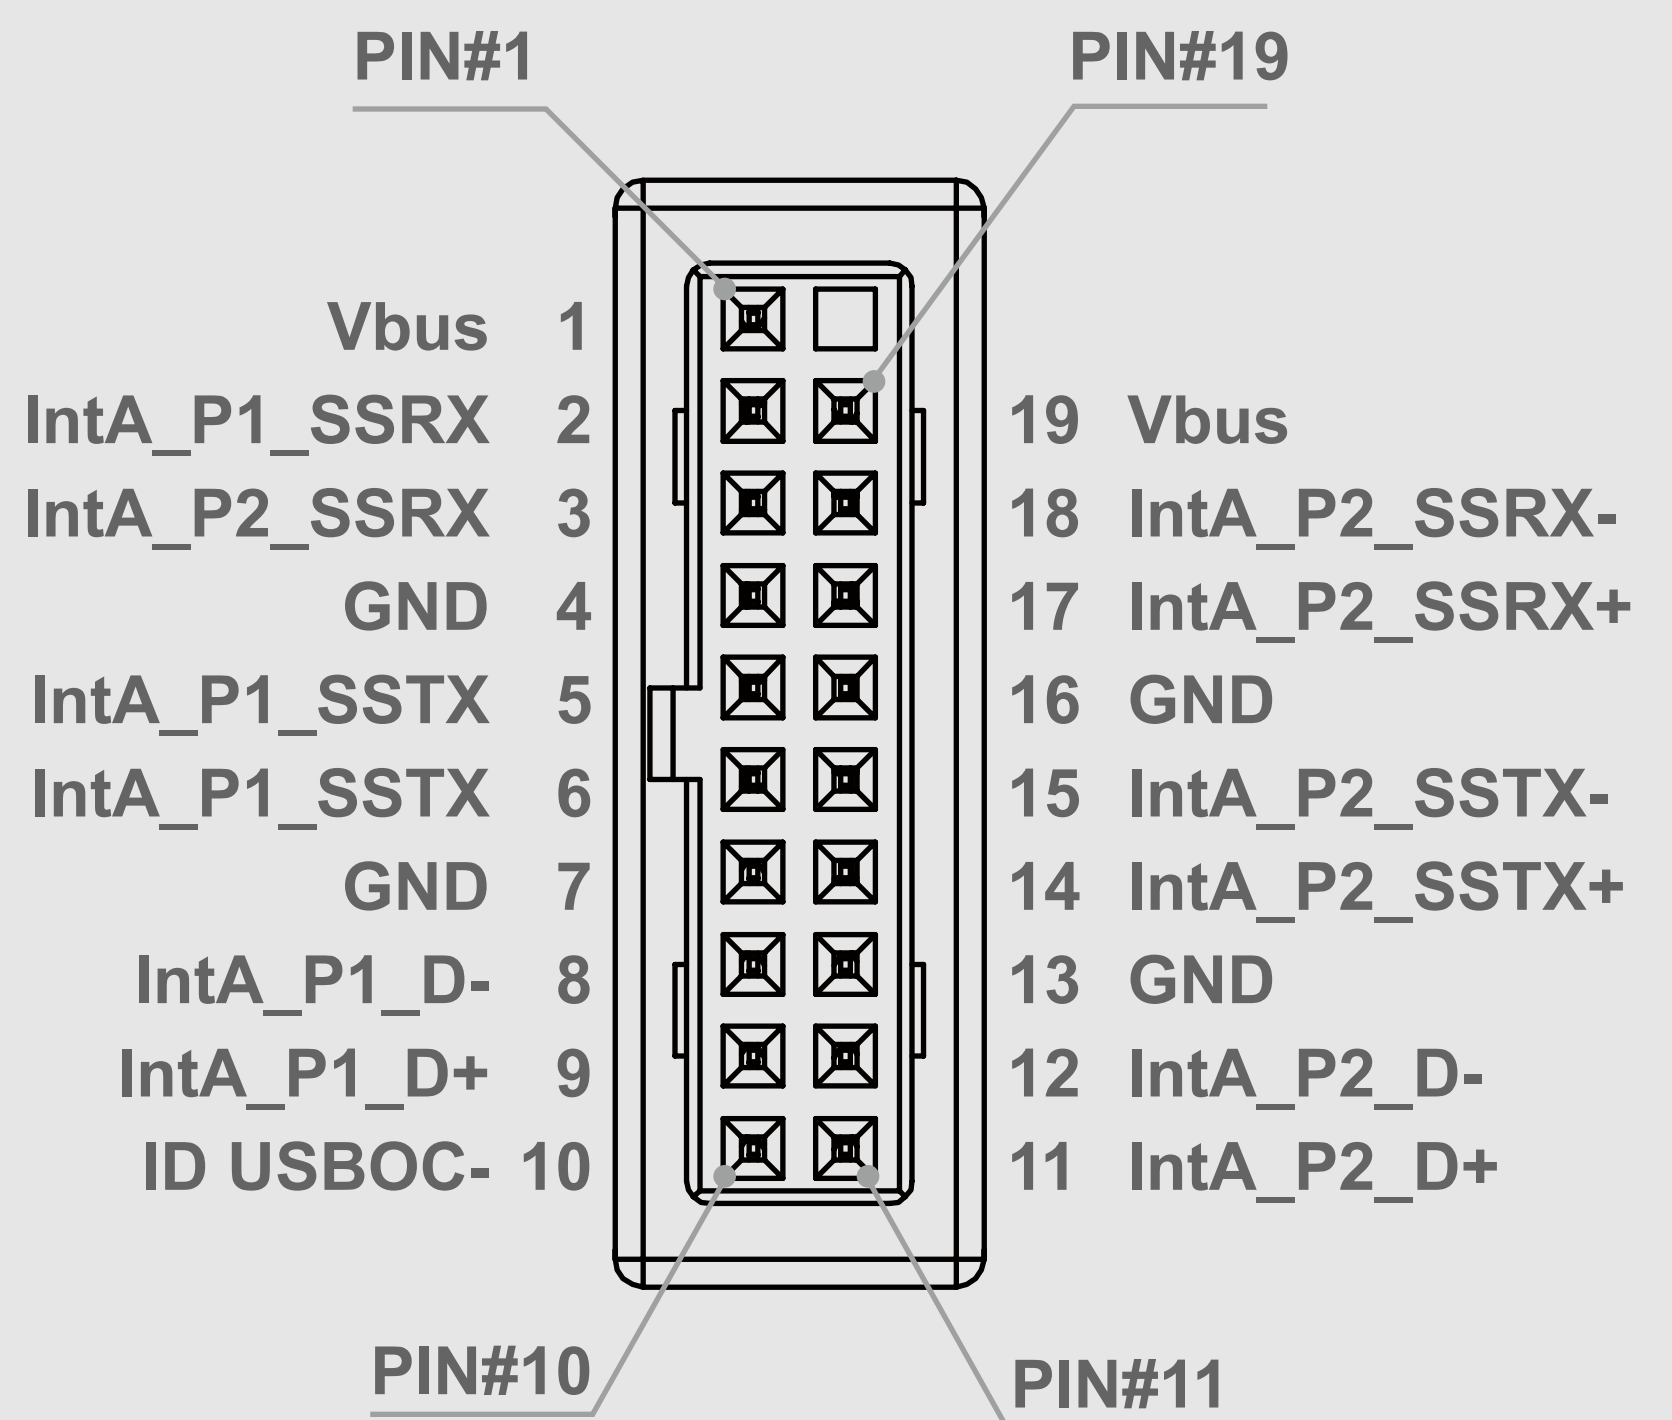 PIN#1 PIN#19
Vbus 1
IntA_P1_SSRX 2 19 Vbus
IntA_P2_SSRX 3 18 IntA_P2_SSRX-
GND 4 17 IntA_P2_SSRX+
IntA_P1_SSTX 5 16 GND
IntA_P1_SSTX 6 15 IntA_P2_SSTX-
GND 7 14 IntA_P2_SSTX+
IntA_P1_D- 8 13 GND
IntA_P1_D+ 9 12 IntA_P2_D-
ID USBOC- 10 11 IntA_P2_D+
PIN#10 PIN#11